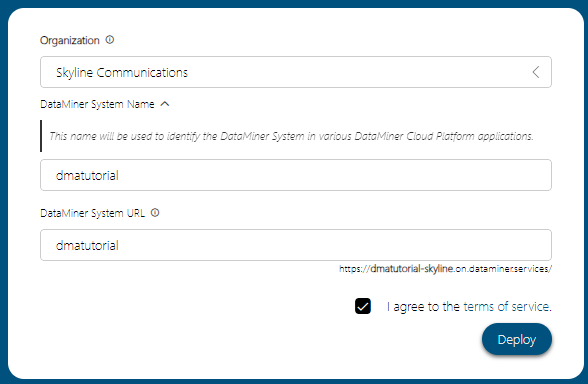 Organization
Skyline Communications
DataMiner System Name
This name will be used to identify the DataMiner System in various DataMiner Cloud Platform applications.
dmatutorial
DataMiner System URL
dmatutorial
https://dmatutorial-skyline.on.dataminer.services/
I agree to the terms of service.
Deploy